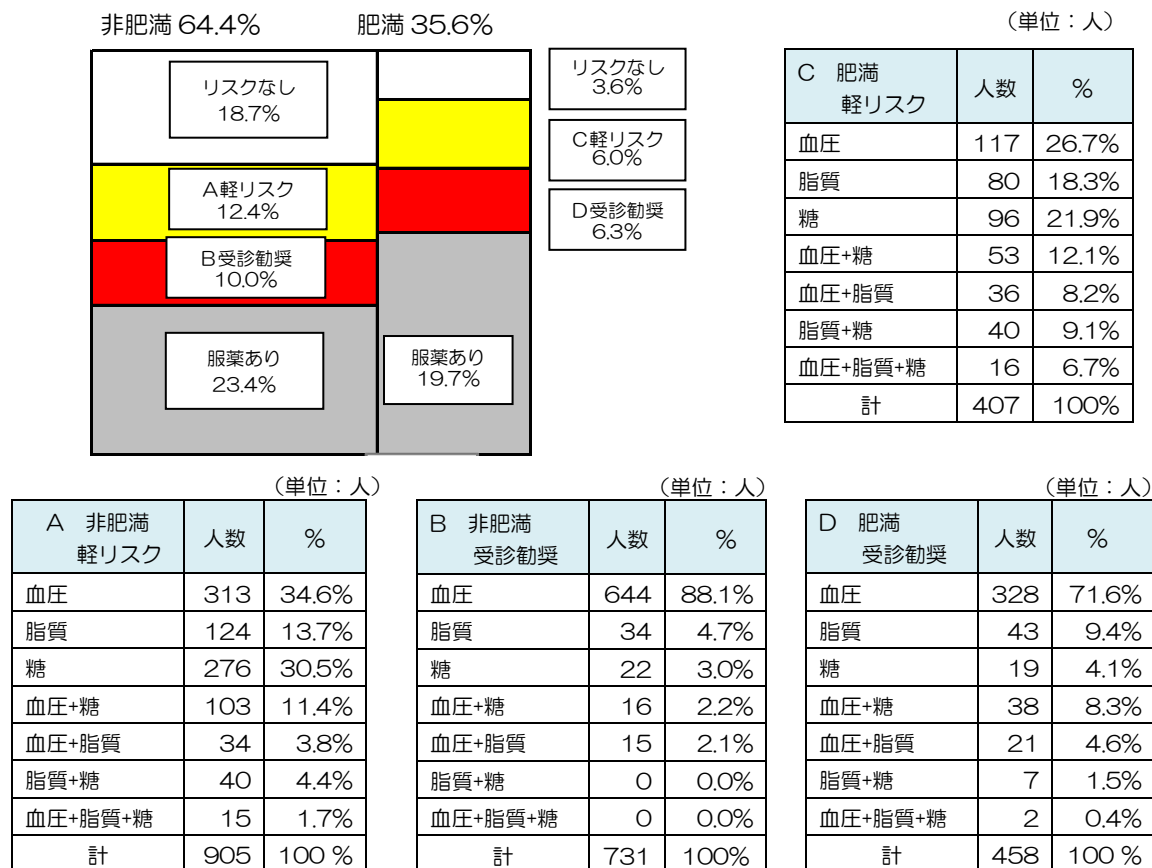 非肥満 64.4%
肥満 35.6%
リスクなし
18.7%
A軽リスク
12.4%
B受診勧奨
10.0%
服薬あり
23.4%
服薬あり
19.7%
リスクなし
3.6%
C軽リスク
6.0%
D受診勧奨
6.3%
（単位：人）
C 肥満 軽リスク 人数 %
血圧 117 26.7%
脂質 80 18.3%
糖 96 21.9%
血圧+糖 53 12.1%
血圧+脂質 36 8.2%
脂質+糖 40 9.1%
血圧+脂質+糖 16 6.7%
計 407 100%
（単位：人）
A 非肥満 軽リスク 人数 %
血圧 313 34.6%
脂質 124 13.7%
糖 276 30.5%
血圧+糖 103 11.4%
血圧+脂質 34 3.8%
脂質+糖 40 4.4%
血圧+脂質+糖 15 1.7%
計 905 100 %
（単位：人）
B 非肥満 受診勧奨 人数 %
血圧 644 88.1%
脂質 34 4.7%
糖 22 3.0%
血圧+糖 16 2.2%
血圧+脂質 15 2.1%
脂質+糖 0 0.0%
血圧+脂質+糖 0 0.0%
計 731 100%
（単位：人）
D 肥満 受診勧奨 人数 %
血圧 328 71.6%
脂質 43 9.4%
糖 19 4.1%
血圧+糖 38 8.3%
血圧+脂質 21 4.6%
脂質+糖 7 1.5%
血圧+脂質+糖 2 0.4%
計 458 100 %